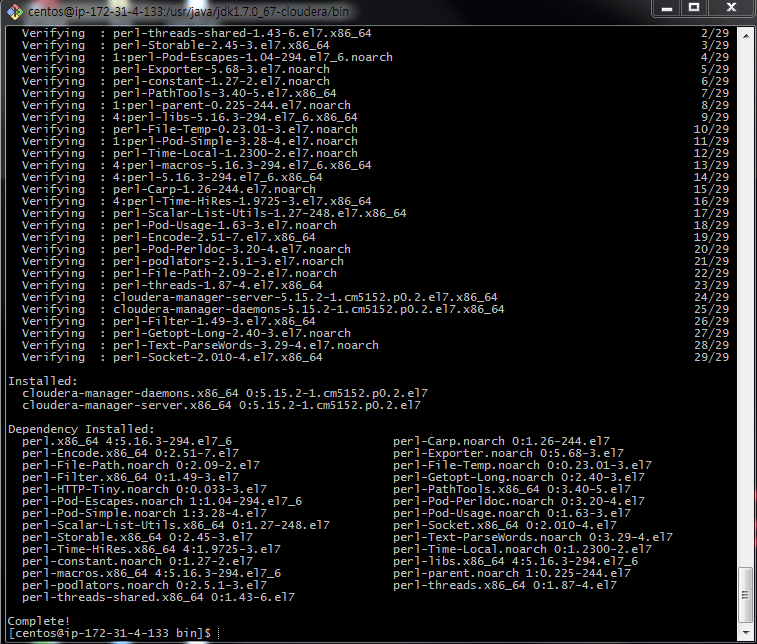 centos@ip-172-31-4-133:/usr/java/jdk1.7.0_67-cloudera/bin
Verifying : perl-threads-shared-1.43-6.el7.x86_64 2/29
Verifying : perl-Storable-2.45-3.el7.x86_64 3/29
Verifying : 1:perl-Pod-Escapes-1.04-294.el7_6.noarch 4/29
Verifying : perl-Exporter-5.68-3.el7.noarch 5/29
Verifying : perl-constant-1.27-2.el7.noarch 6/29
Verifying : perl-PathTools-3.40-5.el7.x86_64 7/29
Verifying : 1:perl-parent-0.225-244.el7.noarch 8/29
Verifying : 4:perl-libs-5.16.3-294.el7_6.x86_64 9/29
Verifying : perl-File-Temp-0.23.01-3.el7.noarch 10/29
Verifying : 1:perl-Pod-Simple-3.28-4.el7.noarch 11/29
Verifying : perl-Time-Local-1.2300-2.el7.noarch 12/29
Verifying : 4:perl-macros-5.16.3-294.el7_6.x86_64 13/29
Verifying : 4:perl-5.16.3-294.el7_6.x86_64 14/29
Verifying : perl-Carp-1.26-244.el7.noarch 15/29
Verifying : 4:perl-Time-HiRes-1.9725-3.el7.x86_64 16/29
Verifying : perl-Scalar-List-Utils-1.27-248.el7.x86_64 17/29
Verifying : perl-Pod-Usage-1.63-3.el7.noarch 18/29
Verifying : perl-Encode-2.51-7.el7.x86_64 19/29
Verifying : perl-Pod-Perldoc-3.20-4.el7.noarch 20/29
Verifying : perl-podlators-2.5.1-3.el7.noarch 21/29
Verifying : perl-File-Path-2.09-2.el7.noarch 22/29
Verifying : perl-threads-1.87-4.el7.x86_64 23/29
Verifying : cloudera-manager-server-5.15.2-1.cm5152.p0.2.el7.x86_64 24/29
Verifying : cloudera-manager-daemons-5.15.2-1.cm5152.p0.2.el7.x86_64 25/29
Verifying : perl-Filter-1.49-3.el7.x86_64 26/29
Verifying : perl-Getopt-Long-2.40-3.el7.noarch 27/29
Verifying : perl-Text-ParseWords-3.29-4.el7.noarch 28/29
Verifying : perl-Socket-2.010-4.el7.x86_64 29/29
Installed:
cloudera-manager-daemons.x86_64 0:5.15.2-1.cm5152.p0.2.el7
cloudera-manager-server.x86_64 0:5.15.2-1.cm5152.p0.2.el7
Dependency Installed:
perl.x86_64 4:5.16.3-294.el7_6 perl-Carp.noarch 0:1.26-244.el7
perl-Encode.x86_64 0:2.51-7.el7 perl-Exporter.noarch 0:5.68-3.el7
perl-File-Path.noarch 0:2.09-2.el7 perl-File-Temp.noarch 0:0.23.01-3.el7
perl-Filter.x86_64 0:1.49-3.el7 perl-Getopt-Long.noarch 0:2.40-3.el7
perl-HTTP-Tiny.noarch 0:0.033-3.el7 perl-PathTools.x86_64 0:3.40-5.el7
perl-Pod-Escapes.noarch 1:1.04-294.el7_6 perl-Pod-Perldoc.noarch 0:3.20-4.el7
perl-Pod-Simple.noarch 1:3.28-4.el7 perl-Pod-Usage.noarch 0:1.63-3.el7
perl-Scalar-List-Utils.x86_64 0:1.27-248.el7 perl-Socket.x86_64 0:2.010-4.el7
perl-Storable.x86_64 0:2.45-3.el7 perl-Text-ParseWords.noarch 0:3.29-4.el7
perl-Time-HiRes.x86_64 4:1.9725-3.el7 perl-Time-Local.noarch 0:1.2300-2.el7
perl-constant.noarch 0:1.27-2.el7 perl-libs.x86_64 4:5.16.3-294.el7_6
perl-macros.x86_64 4:5.16.3-294.el7_6 perl-parent.noarch 1:0.225-244.el7
perl-podlators.noarch 0:2.5.1-3.el7 perl-threads.x86_64 0:1.87-4.el7
perl-threads-shared.x86_64 0:1.43-6.el7
Complete!
[centos@ip-172-31-4-133 bin]$